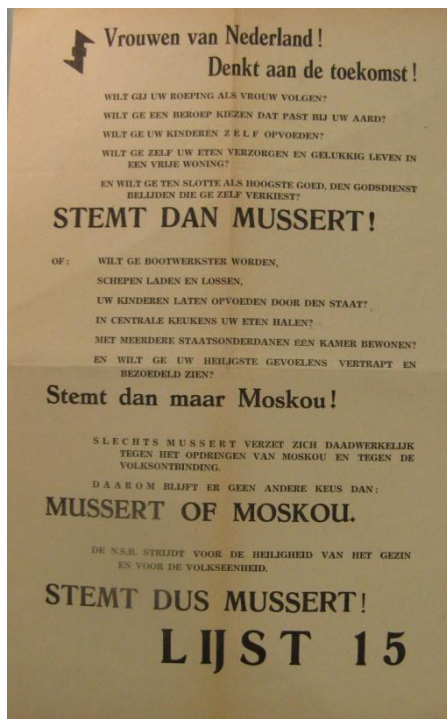 Vrouwen van Nederland!
Denkt aan de toekomst!
WILT GIJ UW ROEPING ALS VROUW VOLGEN?
WILT GE EEN BEROEP KIEZEN DAT PAST BIJ UW AARD?
WILT GE UW KINDEREN ZELF OPVOEDEN?
WILT GE ZELF UW ETEN VERZORGEN EN GELUKKIG LEVEN IN
EEN VRIJE WONING?
EN WILT GE TEN SLOTTE ALS HOOGSTE GOED, DEN GODSDIENST
BELIJDEN DIE GE ZELF VERKIEST?
STEMT DAN MUSSERT!
OF: WILT GE BOOTWERKSTER WORDEN,
SCHEPEN LADEN EN LOSSEN,
UW KINDEREN LATEN OPVOEDEN DOOR DEN STAAT?
IN CENTRALE KEUKENS UW ETEN HALEN?
MET MEERDERE STAATSONDERDANEN ÉÉN KAMER BEWONEN?
EN WILT GE UW HEILIGSTE GEVOELENS VERTRAPT EN
BEZOEDELD ZIEN?
Stemt dan maar Moskou!
SLECHTS MUSSERT VERZET ZICH DAADWERKELIJK
TEGEN HET OPDRINGEN VAN MOSKOU EN TEGEN DE
VOLKSONTBINDING.
DAAROM BLIJFT ER GEEN ANDERE KEUS DAN:
MUSSERT OF MOSKOU.
DE N.S.B. STRIJDT VOOR DE HEILIGHEID VAN HET GEZIN
EN VOOR DE VOLKSEENHEID.
STEMT DUS MUSSERT!
LIJST 15